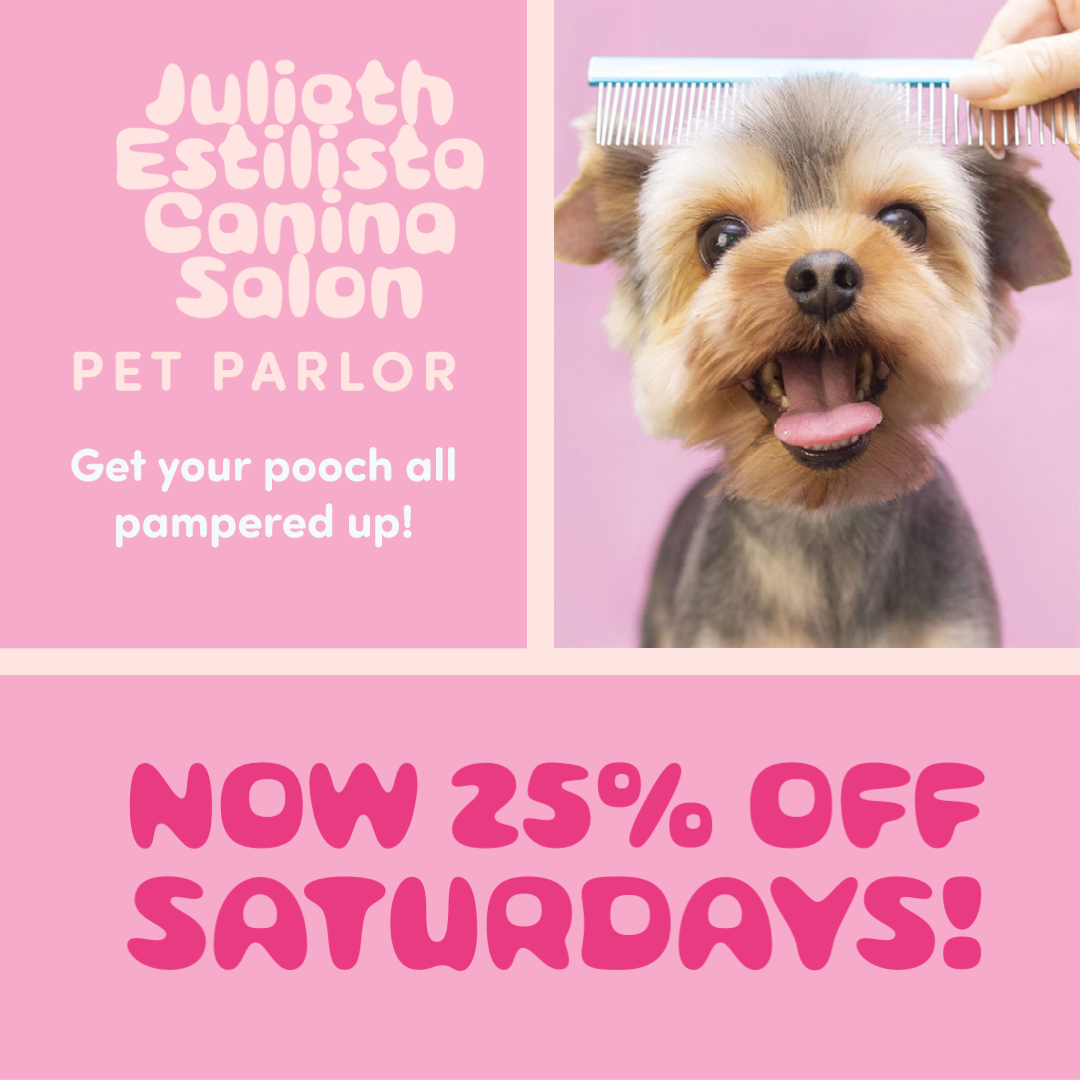 Julieth
Estilista
Canina
Salon
PET PARLOR
Get your pooch all
pampered up!
NOW 25% OFF
SATURDAYS!